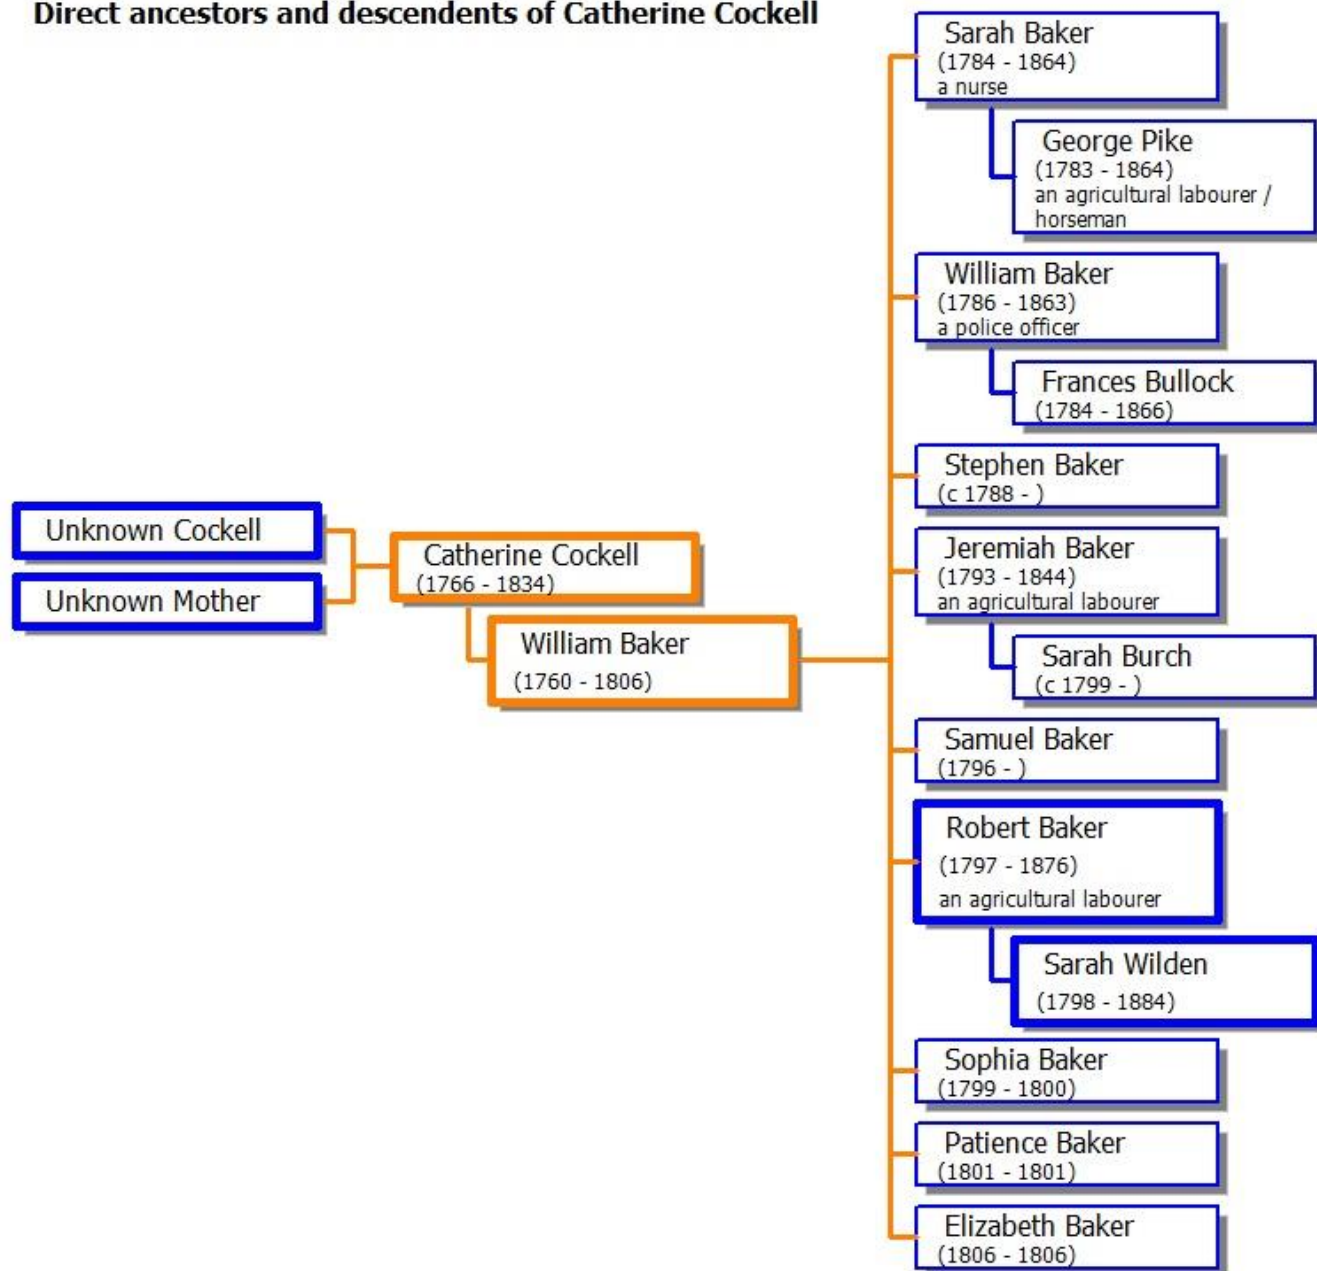 Direct ancestors and descendents of Catherine Cockell
Unknown Cockell
Unknown Mother
Catherine Cockell
(1766 - 1834)
William Baker
(1760 - 1806)
Sarah Baker
(1784 - 1864)
a nurse
George Pike
(1783 - 1864)
an agricultural labourer /
horseman
William Baker
(1786 - 1863)
a police officer
Frances Bullock
(1784 - 1866)
Stephen Baker
(c 1788 - )
Jeremiah Baker
(1793 - 1844)
an agricultural labourer
Sarah Burch
(c 1799 - )
Samuel Baker
(1796 - )
Robert Baker
(1797 - 1876)
an agricultural labourer
Sarah Wilden
(1798 - 1884)
Sophia Baker
(1799 - 1800)
Patience Baker
(1801 - 1801)
Elizabeth Baker
(1806 - 1806)